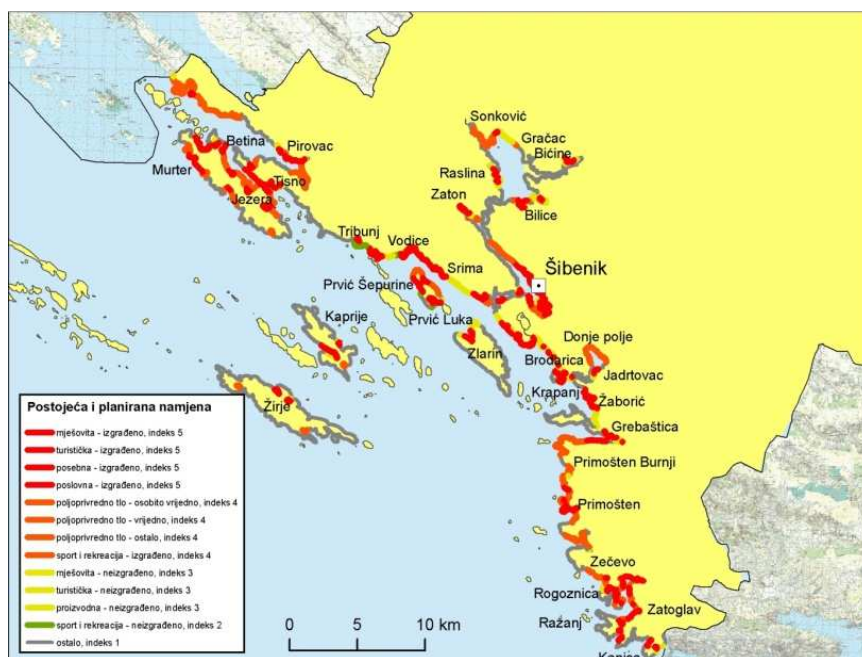 Sonković
Gračac
Bićine
Betina
Pirovac
Murter
Tisno
Raslina
Zaton
Jezera
Bilice
Tribunj
Vodice
Srima
Šibenik
Prvić Šepurine
Kaprije
Prvić Luka
Donje polje
Zlarin
Brodarica
Jadrtovac
Krapanj
Žaborić
Žirje
Grebaštica
Primošten Burnji
Primošten
Zečevo
Rogoznica
Zatoglav
Ražanj
Kanica
Postojeća i planirana namjena
mješovita - izgrađeno, indeks 5
turistička - izgrađeno, indeks 5
posebna - izgrađeno, indeks 5
poslovna - izgrađeno, indeks 5
poljoprivredno tlo - osobito vrijedno, indeks 4
poljoprivredno tlo - vrijedno, indeks 4
poljoprivredno tlo - ostalo, indeks 4
sport i rekreacija - izgrađeno, indeks 4
mješovita - neizgrađeno, indeks 3
turistička - neizgrađeno, indeks 3
proizvodna - neizgrađeno, indeks 3
sport i rekreacija - neizgrađeno, indeks 2
ostalo, indeks 1
0 5 10 km